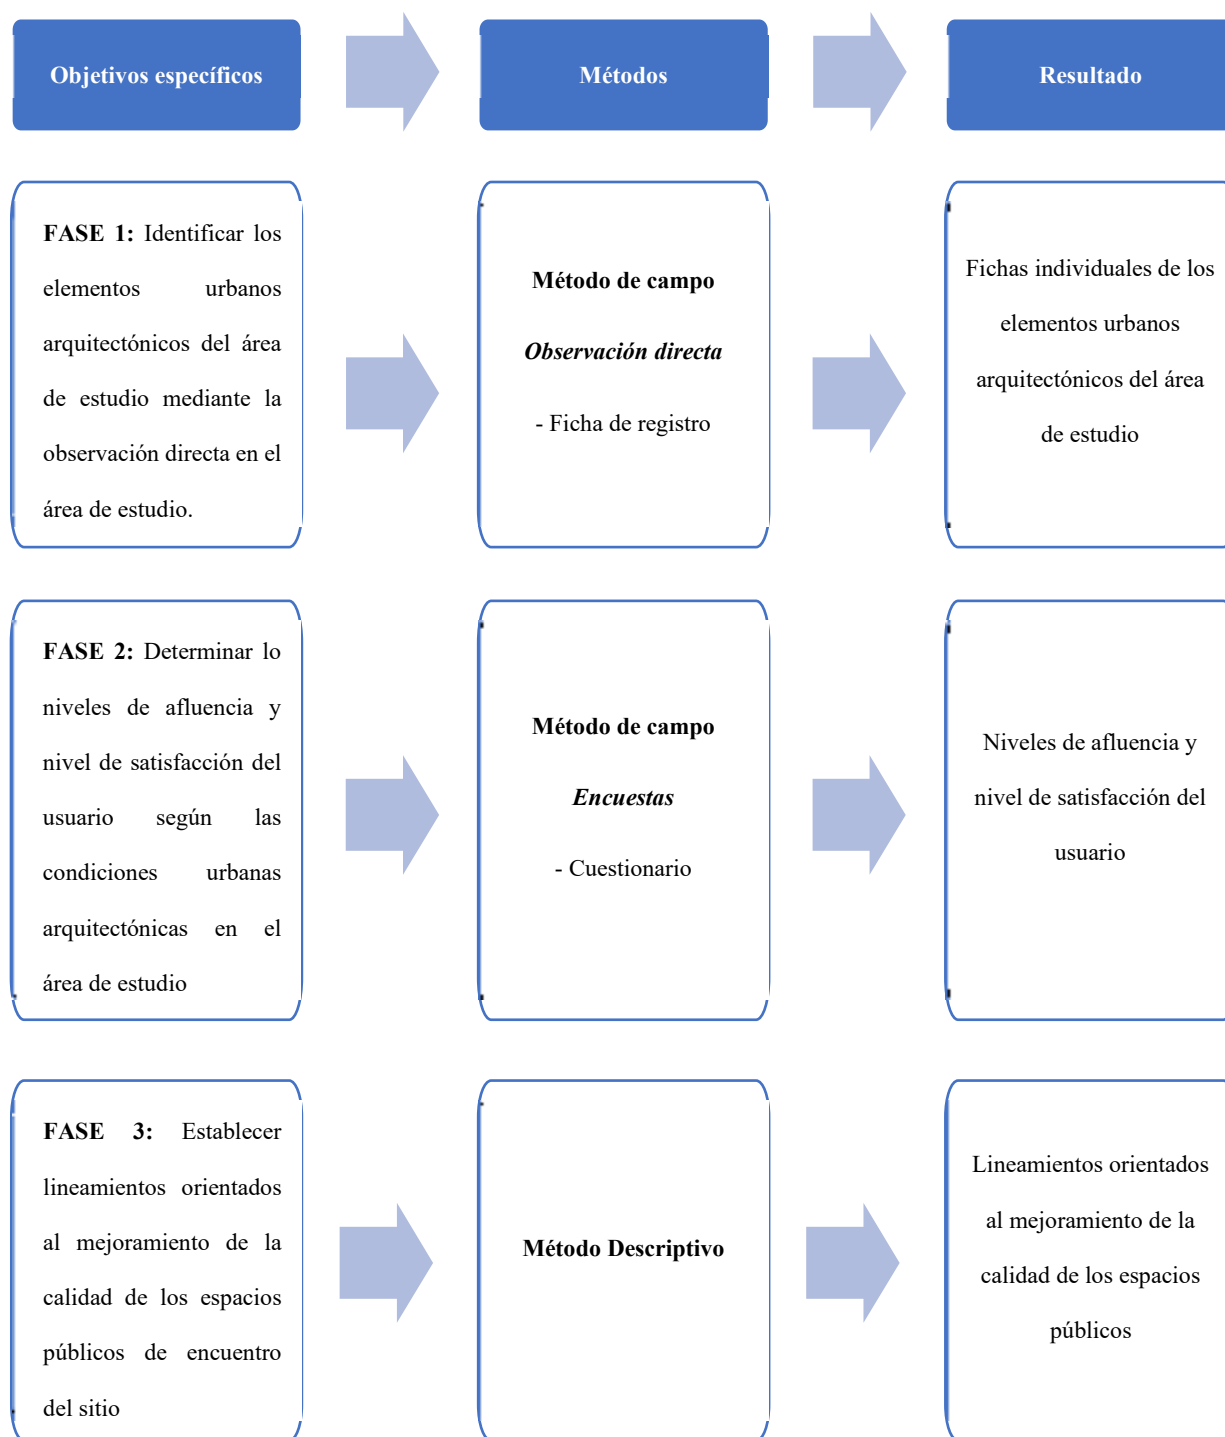 Objetivos específicos
Métodos
Resultado
FASE 1: Identificar los
elementos urbanos
arquitectónicos del área
de estudio mediante la
observación directa en el
área de estudio.
Método de campo
Observación directa
- Ficha de registro
Fichas individuales de los
elementos urbanos
arquitectónicos del área
de estudio
FASE 2: Determinar lo
niveles de afluencia y
nivel de satisfacción del
usuario según las
condiciones urbanas
arquitectónicas en el
área de estudio
Método de campo
Encuestas
- Cuestionario
Niveles de afluencia y
nivel de satisfacción del
usuario
FASE 3: Establecer
lineamientos orientados
al mejoramiento de la
calidad de los espacios
públicos de encuentro
del sitio
Método Descriptivo
Lineamientos orientados
al mejoramiento de la
calidad de los espacios
públicos